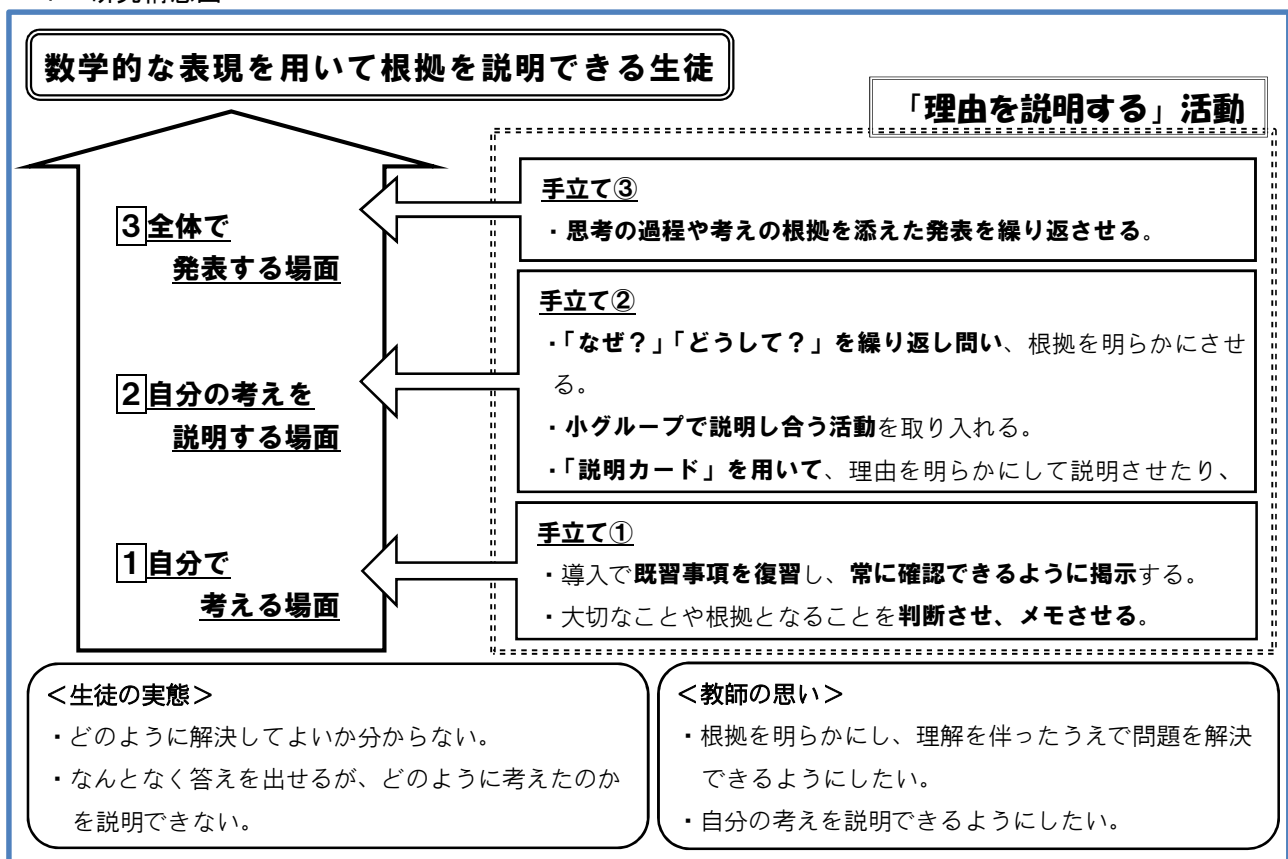 数学的な表現を用いて根拠を説明できる生徒
「理由を説明する」活動
3全体で
発表する場面
手立て③
・思考の過程や考えの根拠を添えた発表を繰り返させる。
2自分の考えを
説明する場面
手立て②
・「なぜ?」「どうして?」を繰り返し問い、根拠を明らかにさせ
る。
・小グループで説明し合う活動を取り入れる。
・「説明カード」を用いて、理由を明らかにして説明させたり、
1自分で
考える場面
手立て①
・導入で既習事項を復習し、常に確認できるように掲示する。
・大切なことや根拠となることを判断させ、メモさせる。
<生徒の実態>
・どのように解決してよいか分からない。
・なんとなく答えを出せるが、どのように考えたのか
を説明できない。
<教師の思い>
・根拠を明らかにし、理解を伴ったうえで問題を解決
できるようにしたい。
・自分の考えを説明できるようにしたい。